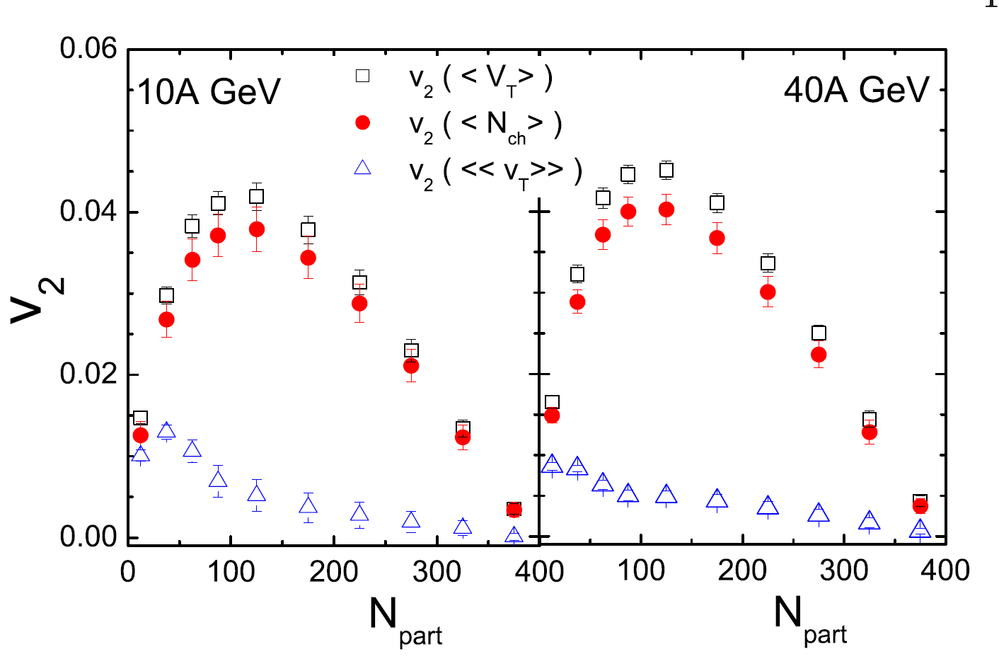 0.06
0.04
0.02
0.00
v2
10A GeV
v2 ( < VT > )
v2 ( < Nch > )
v2 ( << vT >> )
40A GeV
0 100 200 300 400 100 200 300 400
Npart Npart